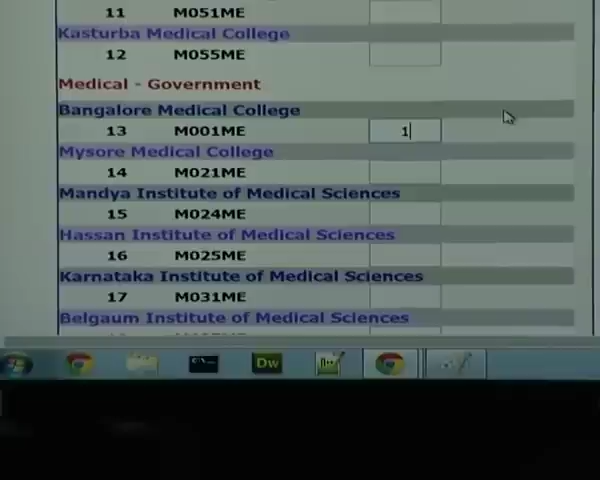 11 M051ME
Kasturba Medical College
12 M055ME
Medical - Government
Bangalore Medical College
13 M001ME 1
Mysore Medical College
14 M021ME
Mandya Institute of Medical Sciences
15 M024ME
Hassan Institute of Medical Sciences
16 M025ME
Karnataka Institute of Medical Sciences
17 M031ME
Belgaum Institute of Medical Sciences
Dw